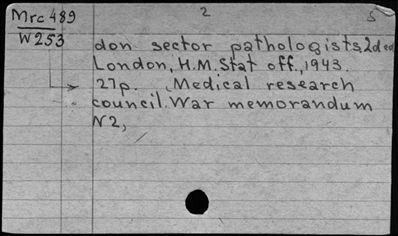 Mrc 489
2
5
W253
don sector pathologists, 2d ed
London, H.M. Stat off., 1943.
27p. Medical research
council. War memorandum
N2,